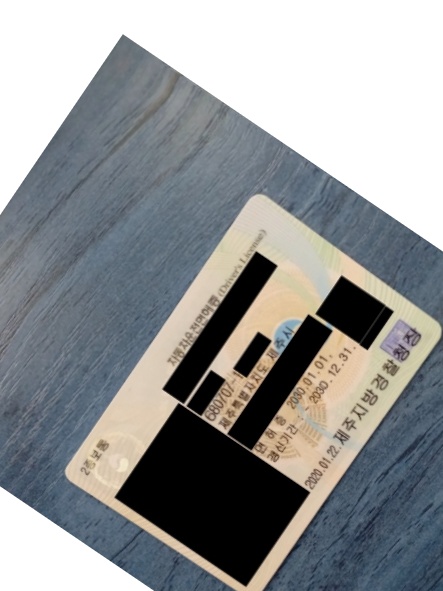 2종보통
자동차운전면허증 (Driver's License)
680707-1
제주특별자치도 제주시
면 허 증
갱신기간 : 2030.01.01.
2030.12.31.
2020.01.22.
제주지방경찰청장